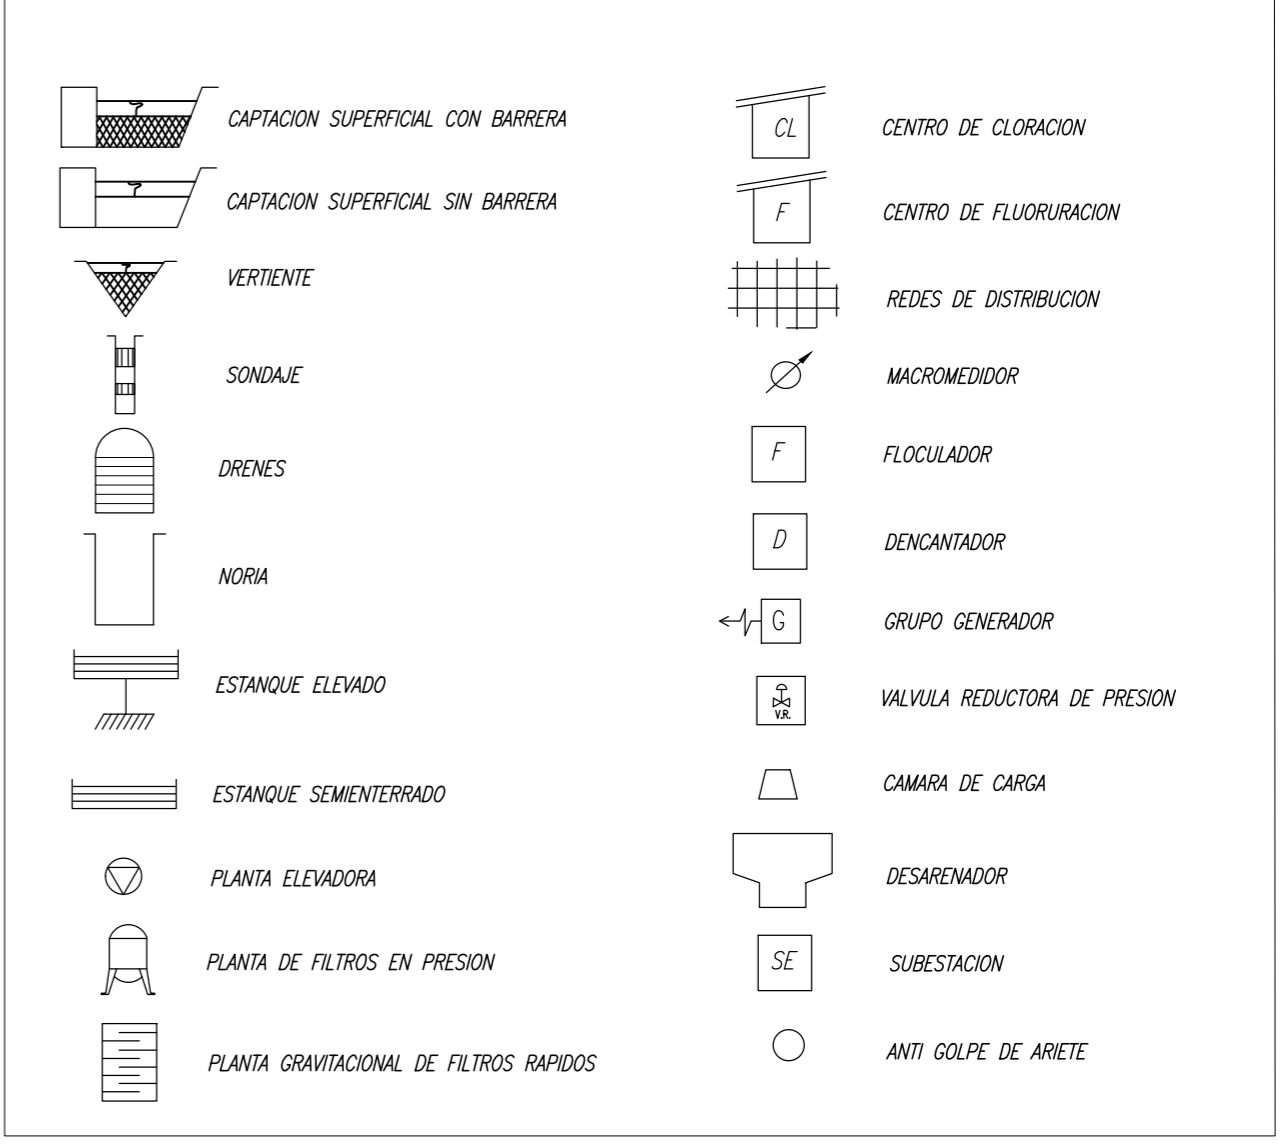 CAPTACION SUPERFICIAL CON BARRERA
CAPTACION SUPERFICIAL SIN BARRERA
VERTIENTE
SONDAJE
DRENES
NORIA
ESTANQUE ELEVADO
ESTANQUE SEMIENTERRADO
PLANTA ELEVADORA
PLANTA DE FILTROS EN PRESION
PLANTA GRAVITACIONAL DE FILTROS RAPIDOS
CL CENTRO DE CLORACION
F CENTRO DE FLUORURACION
REDES DE DISTRIBUCION
MACROMEDIDOR
F FLOCULADOR
D DENCANTADOR
G GRUPO GENERADOR
V.R. VALVULA REDUCTORA DE PRESION
CAMARA DE CARGA
DESARENADOR
SE SUBESTACION
ANTI GOLPE DE ARIETE